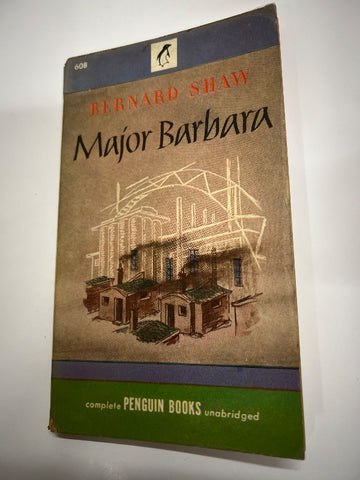 608
BERNARD SHAW
Major Barbara
complete PENGUIN BOOKS unabridged